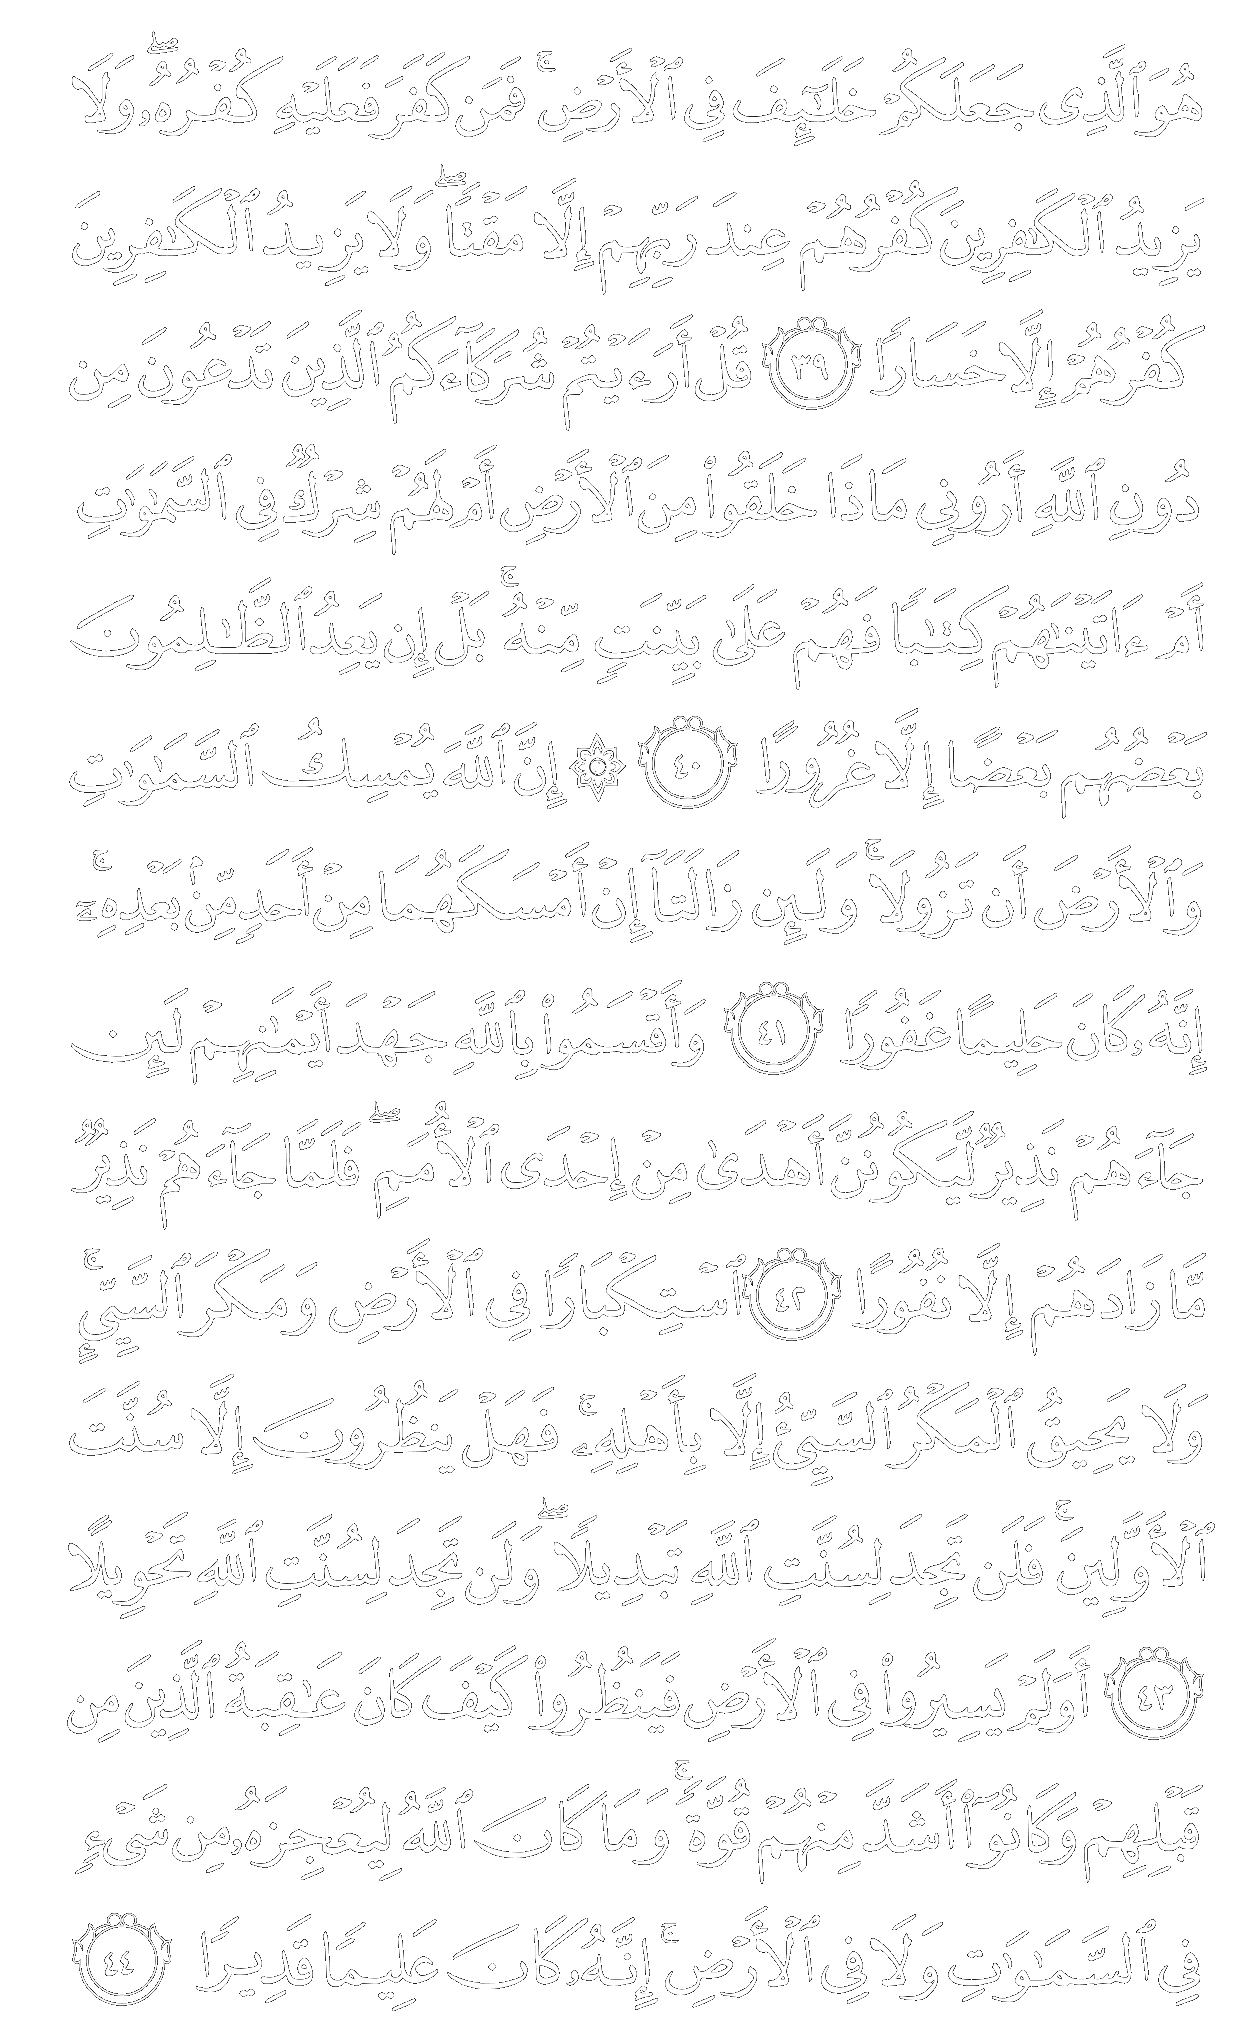 هُوَ ٱلَّذِى جَعَلَكُمْ خَلَـٰٓئِفَ فِى ٱلْأَرْضِ ۚ فَمَن كَفَرَ فَعَلَيْهِ كُفْرُهُۥ ۖ وَلَا
يَزِيدُ ٱلْكَـٰفِرِينَ كُفْرُهُمْ عِندَ رَبِّهِمْ إِلَّا مَقْتًا ۖ وَلَا يَزِيدُ ٱلْكَـٰفِرِينَ
كُفْرُهُمْ إِلَّا خَسَارًا ٣٩ قُلْ أَرَءَيْتُمْ شُرَكَآءَكُمُ ٱلَّذِينَ تَدْعُونَ مِن
دُونِ ٱللَّهِ أَرُونِى مَاذَا خَلَقُوا۟ مِنَ ٱلْأَرْضِ أَمْ لَهُمْ شِرْكٌ فِى ٱلسَّمَـٰوَٰتِ
أَمْ ءَاتَيْنَـٰهُمْ كِتَـٰبًا فَهُمْ عَلَىٰ بَيِّنَتٍ مِّنْهُ ۚ بَلْ إِن يَعِدُ ٱلظَّـٰلِمُونَ
بَعْضُهُم بَعْضًا إِلَّا غُرُورًا ٤٠ ۞ إِنَّ ٱللَّهَ يُمْسِكُ ٱلسَّمَـٰوَٰتِ
وَٱلْأَرْضَ أَن تَزُولَا ۚ وَلَئِن زَالَتَآ إِنْ أَمْسَكَهُمَا مِنْ أَحَدٍ مِّنۢ بَعْدِهِۦٓ ۚ
إِنَّهُۥ كَانَ حَلِيمًا غَفُورًا ٤١ وَأَقْسَمُوا۟ بِٱللَّهِ جَهْدَ أَيْمَـٰنِهِمْ لَئِن
جَآءَهُمْ نَذِيرٌ لَّيَكُونُنَّ أَهْدَىٰ مِنْ إِحْدَى ٱلْأُمَمِ ۖ فَلَمَّا جَآءَهُمْ نَذِيرٌ
مَّا زَادَهُمْ إِلَّا نُفُورًا ٤٢ ٱسْتِكْبَارًا فِى ٱلْأَرْضِ وَمَكْرَ ٱلسَّيِّئِ ۚ
وَلَا يَحِيقُ ٱلْمَكْرُ ٱلسَّيِّئُ إِلَّا بِأَهْلِهِۦ ۚ فَهَلْ يَنظُرُونَ إِلَّا سُنَّتَ
ٱلْأَوَّلِينَ ۚ فَلَن تَجِدَ لِسُنَّتِ ٱللَّهِ تَبْدِيلًا ۖ وَلَن تَجِدَ لِسُنَّتِ ٱللَّهِ تَحْوِيلًا
٤٣ أَوَلَمْ يَسِيرُوا۟ فِى ٱلْأَرْضِ فَيَنظُرُوا۟ كَيْفَ كَانَ عَـٰقِبَةُ ٱلَّذِينَ مِن
قَبْلِهِمْ وَكَانُوٓا۟ أَشَدَّ مِنْهُمْ قُوَّةً ۚ وَمَا كَانَ ٱللَّهُ لِيُعْجِزَهُۥ مِن شَىْءٍ
فِى ٱلسَّمَـٰوَٰتِ وَلَا فِى ٱلْأَرْضِ ۚ إِنَّهُۥ كَانَ عَلِيمًا قَدِيرًا ٤٤